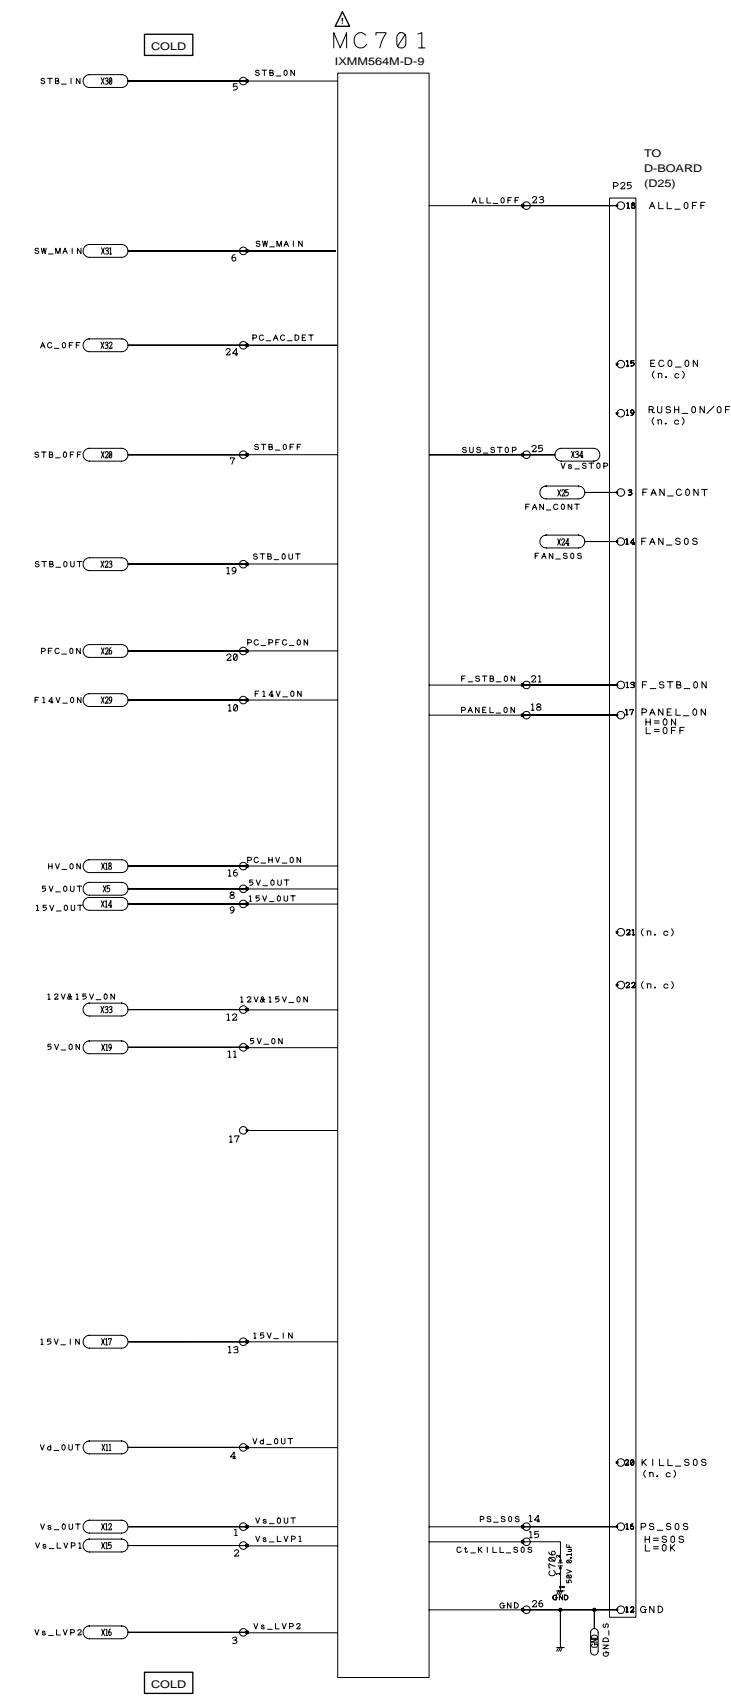 COLD
MC701
IXMM564M-D-9
STB_IN X30 5 STB_ON
TO
D-BOARD
(D25)
P25
ALL_OFF 23 18 ALL_OFF
SW_MAIN X31 6 SW_MAIN
AC_OFF X32 24 PC_AC_DET
15 ECO_ON
(n.c)
19 RUSH_ON/OF
(n.c)
STB_OFF X20 7 STB_OFF
SUS_STOP 25 X34
Vs_STOP
X25 3 FAN_CONT
FAN_CONT
X24 14 FAN_SOS
FAN_SOS
STB_OUT X23 19 STB_OUT
PFC_ON X26 20 PC_PFC_ON
F_STB_ON 21 13 F_STB_ON
F14V_ON X29 10 F14V_ON
PANEL_ON 18 17 PANEL_ON
H=ON
L=OFF
HV_ON X18 16 PC_HV_ON
5V_OUT X5 8 5V_OUT
15V_OUT X14 9 15V_OUT
21 (n.c)
22 (n.c)
12V&15V_ON
X33 12 12V&15V_ON
5V_ON X19 11 5V_ON
17
15V_IN X17 13 15V_IN
Vd_OUT X11 4 Vd_OUT
20 KILL_SOS
(n.c)
Vs_OUT X12 1 Vs_OUT
PS_SOS 14 16 PS_SOS
H=SOS
L=OK
Vs_LVP1 X15 2 Vs_LVP1
15
Ct_KILL_SOS
C706
50V 0.1uF
GND
GND 26 12 GND
GND GND_S
Vs_LVP2 X16 3 Vs_LVP2
COLD